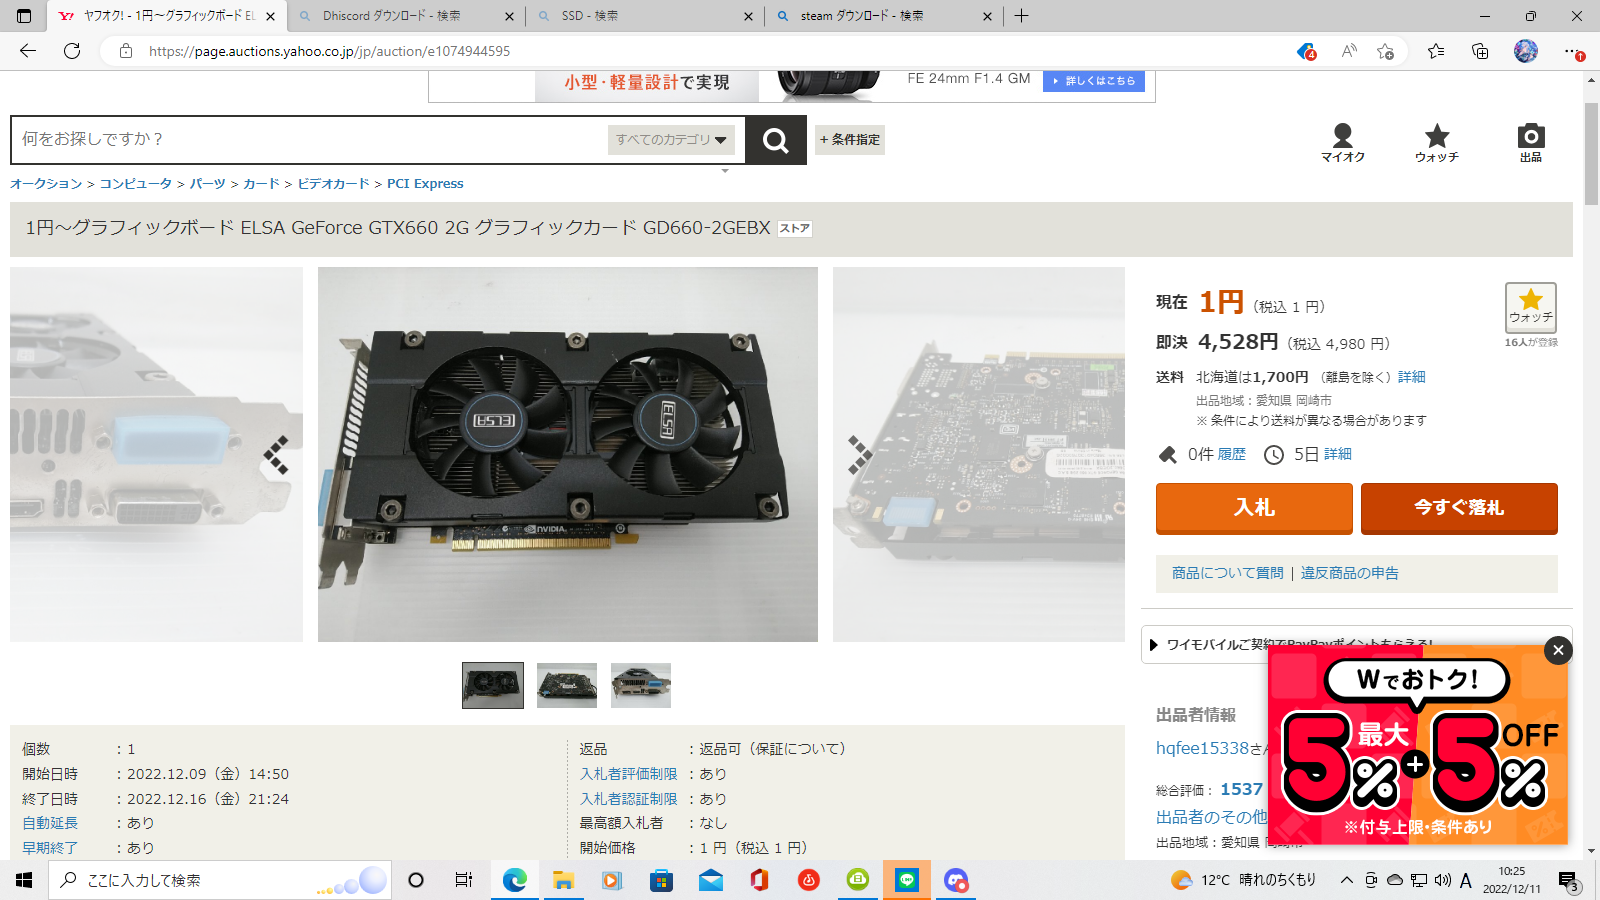 ヤフオク! - 1円～グラフィックボード EL
Dhiscord ダウンロード - 検索
SSD - 検索
steam ダウンロード - 検索
https://page.auctions.yahoo.co.jp/jp/auction/e1074944595
4
1
小型・軽量設計で実現
FE 24mm F1.4 GM
詳しくはこちら
何をお探しですか？
すべてのカテゴリ
+ 条件指定
マイオク
ウォッチ
出品
オークション > コンピュータ > パーツ > カード > ビデオカード > PCI Express
1円～グラフィックボード ELSA GeForce GTX660 2G グラフィックカード GD660-2GEBX ストア
ELSA
ELSA
NVIDIA
現在 1円（税込 1 円）
即決 4,528円（税込 4,980 円）
ウォッチ
16人が登録
送料 北海道は1,700円 （離島を除く）詳細
出品地域：愛知県 岡崎市
※ 条件により送料が異なる場合があります
0件 履歴 5日 詳細
入札
今すぐ落札
商品について質問 | 違反商品の申告
ワイモバイルご契約でPayPayポイントもらえる!
出品者情報
hqfee15338さん
総合評価： 1537
出品者のその他
出品地域：愛知県 岡崎市
Wでおトク!
最大
5%+5%
OFF
※付与上限・条件あり
個数 ：1
開始日時 ：2022.12.09（金）14:50
終了日時 ：2022.12.16（金）21:24
自動延長 ：あり
早期終了 ：あり
返品 ：返品可（保証について）
入札者評価制限 ：あり
入札者認証制限 ：あり
最高額入札者 ：なし
開始価格 ：1 円（税込 1 円）
ここに入力して検索
12°C 晴れのちくもり
A
10:25
2022/12/11
3